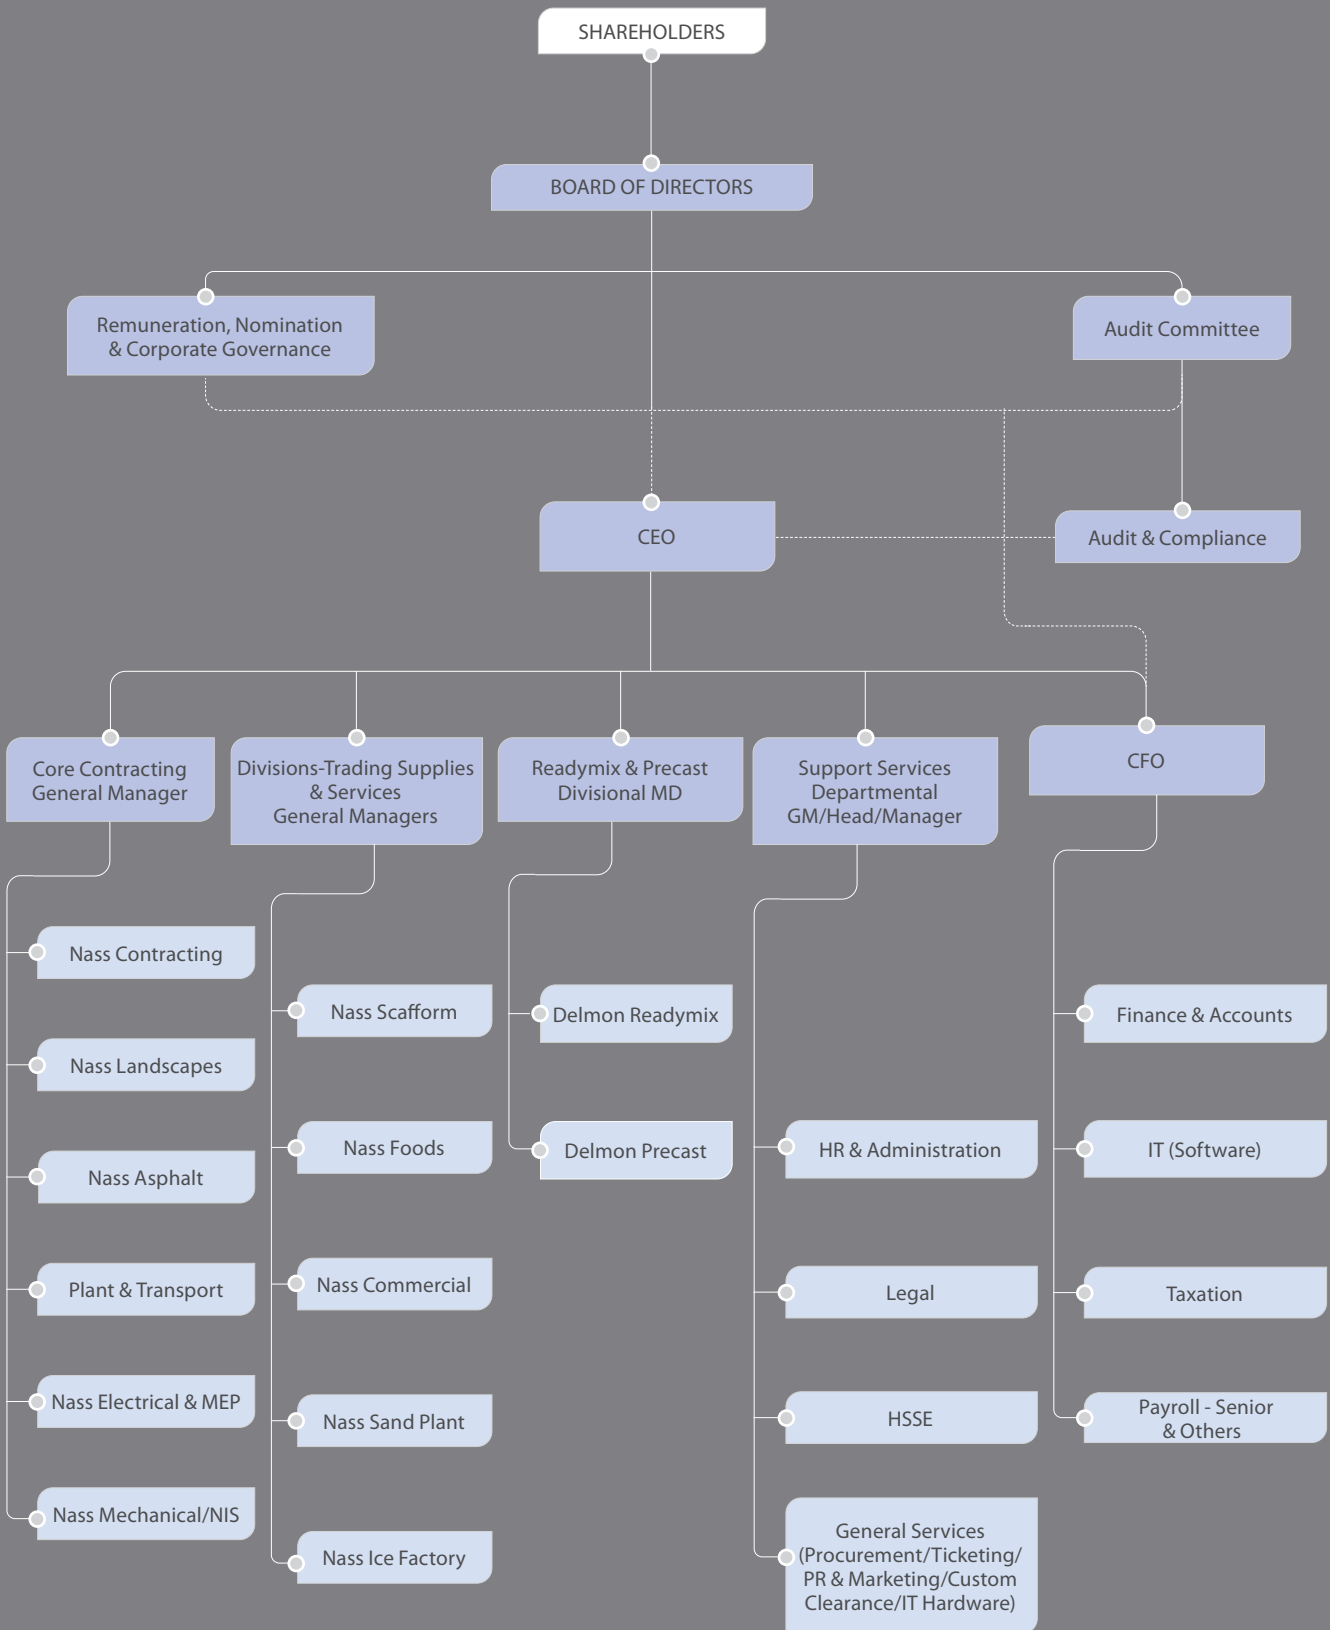 SHAREHOLDERS
BOARD OF DIRECTORS
Remuneration, Nomination
& Corporate Governance
Audit Committee
CEO
Audit & Compliance
Core Contracting
General Manager
Divisions-Trading Supplies
& Services
General Managers
Readymix & Precast
Divisional MD
Support Services
Departmental
GM/Head/Manager
CFO
Nass Contracting
Nass Landscapes
Nass Asphalt
Plant & Transport
Nass Electrical & MEP
Nass Mechanical/NIS
Nass Scafform
Nass Foods
Nass Commercial
Nass Sand Plant
Nass Ice Factory
Delmon Readymix
Delmon Precast
HR & Administration
Legal
HSSE
General Services
(Procurement/Ticketing/
PR & Marketing/Custom
Clearance/IT Hardware)
Finance & Accounts
IT (Software)
Taxation
Payroll - Senior
& Others